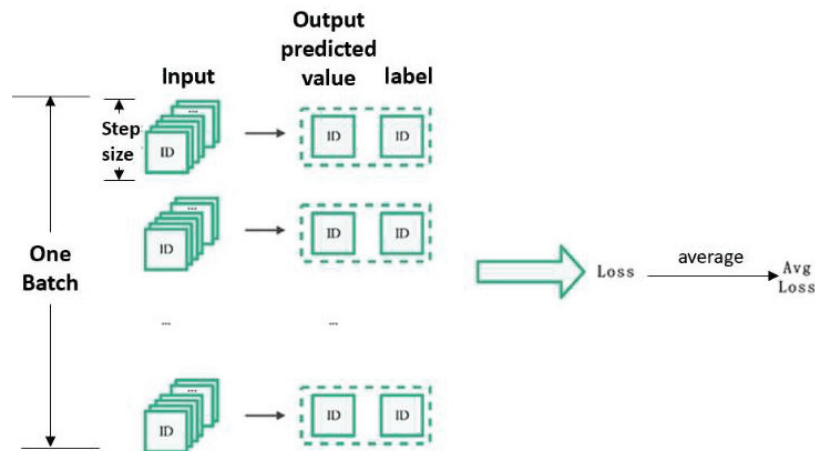 Output
predicted
Input value label
...
Step
size
ID ID ID
ID ID ID
One
Batch
Loss average Avg
Loss
... ...
...
ID ID ID